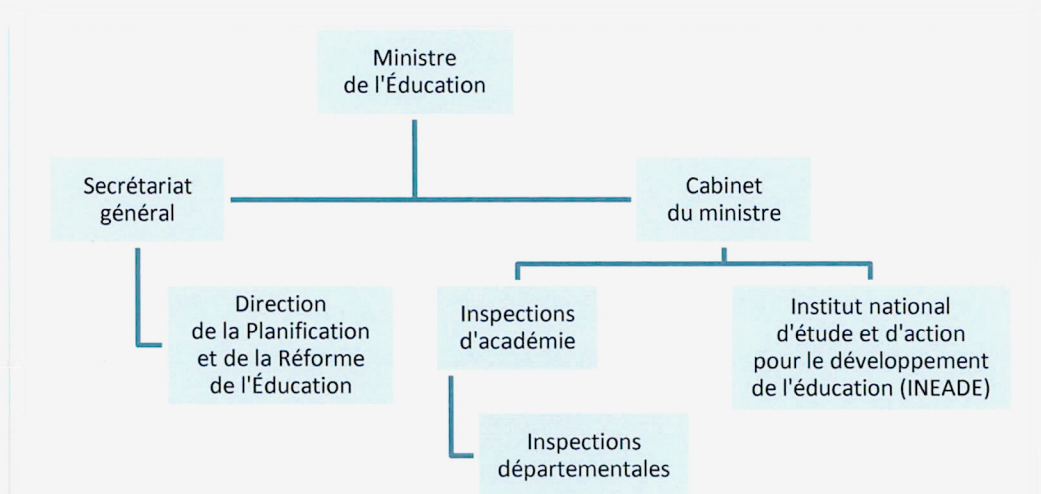 Ministre
de l'Éducation
Secrétariat
général
Cabinet
du ministre
Direction
de la Planification
et de la Réforme
de l'Éducation
Inspections
d'académie
Institut national
d'étude et d'action
pour le développement
de l'éducation (INEADE)
Inspections
départementales